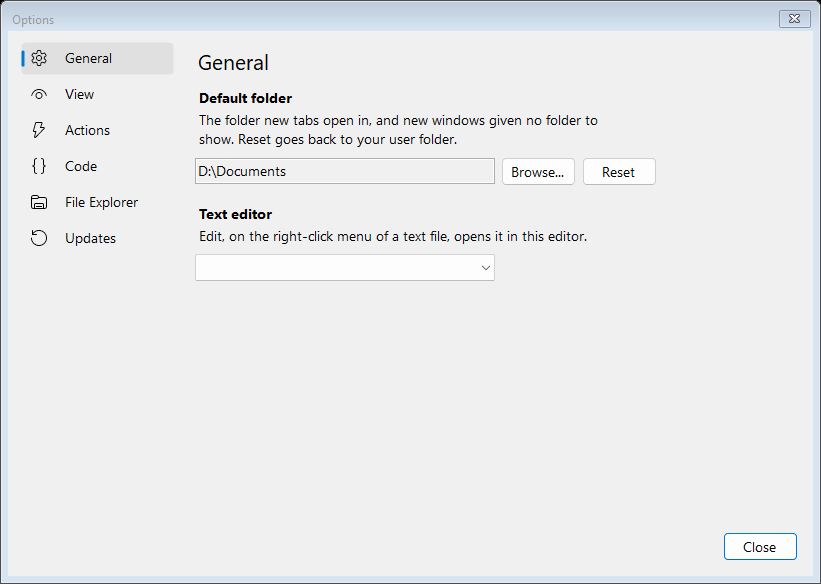 Options
General
View
Actions
Code
File Explorer
Updates
General
Default folder
The folder new tabs open in, and new windows given no folder to
show. Reset goes back to your user folder.
D:\Documents
Browse...
Reset
Text editor
Edit, on the right-click menu of a text file, opens it in this editor.
Close